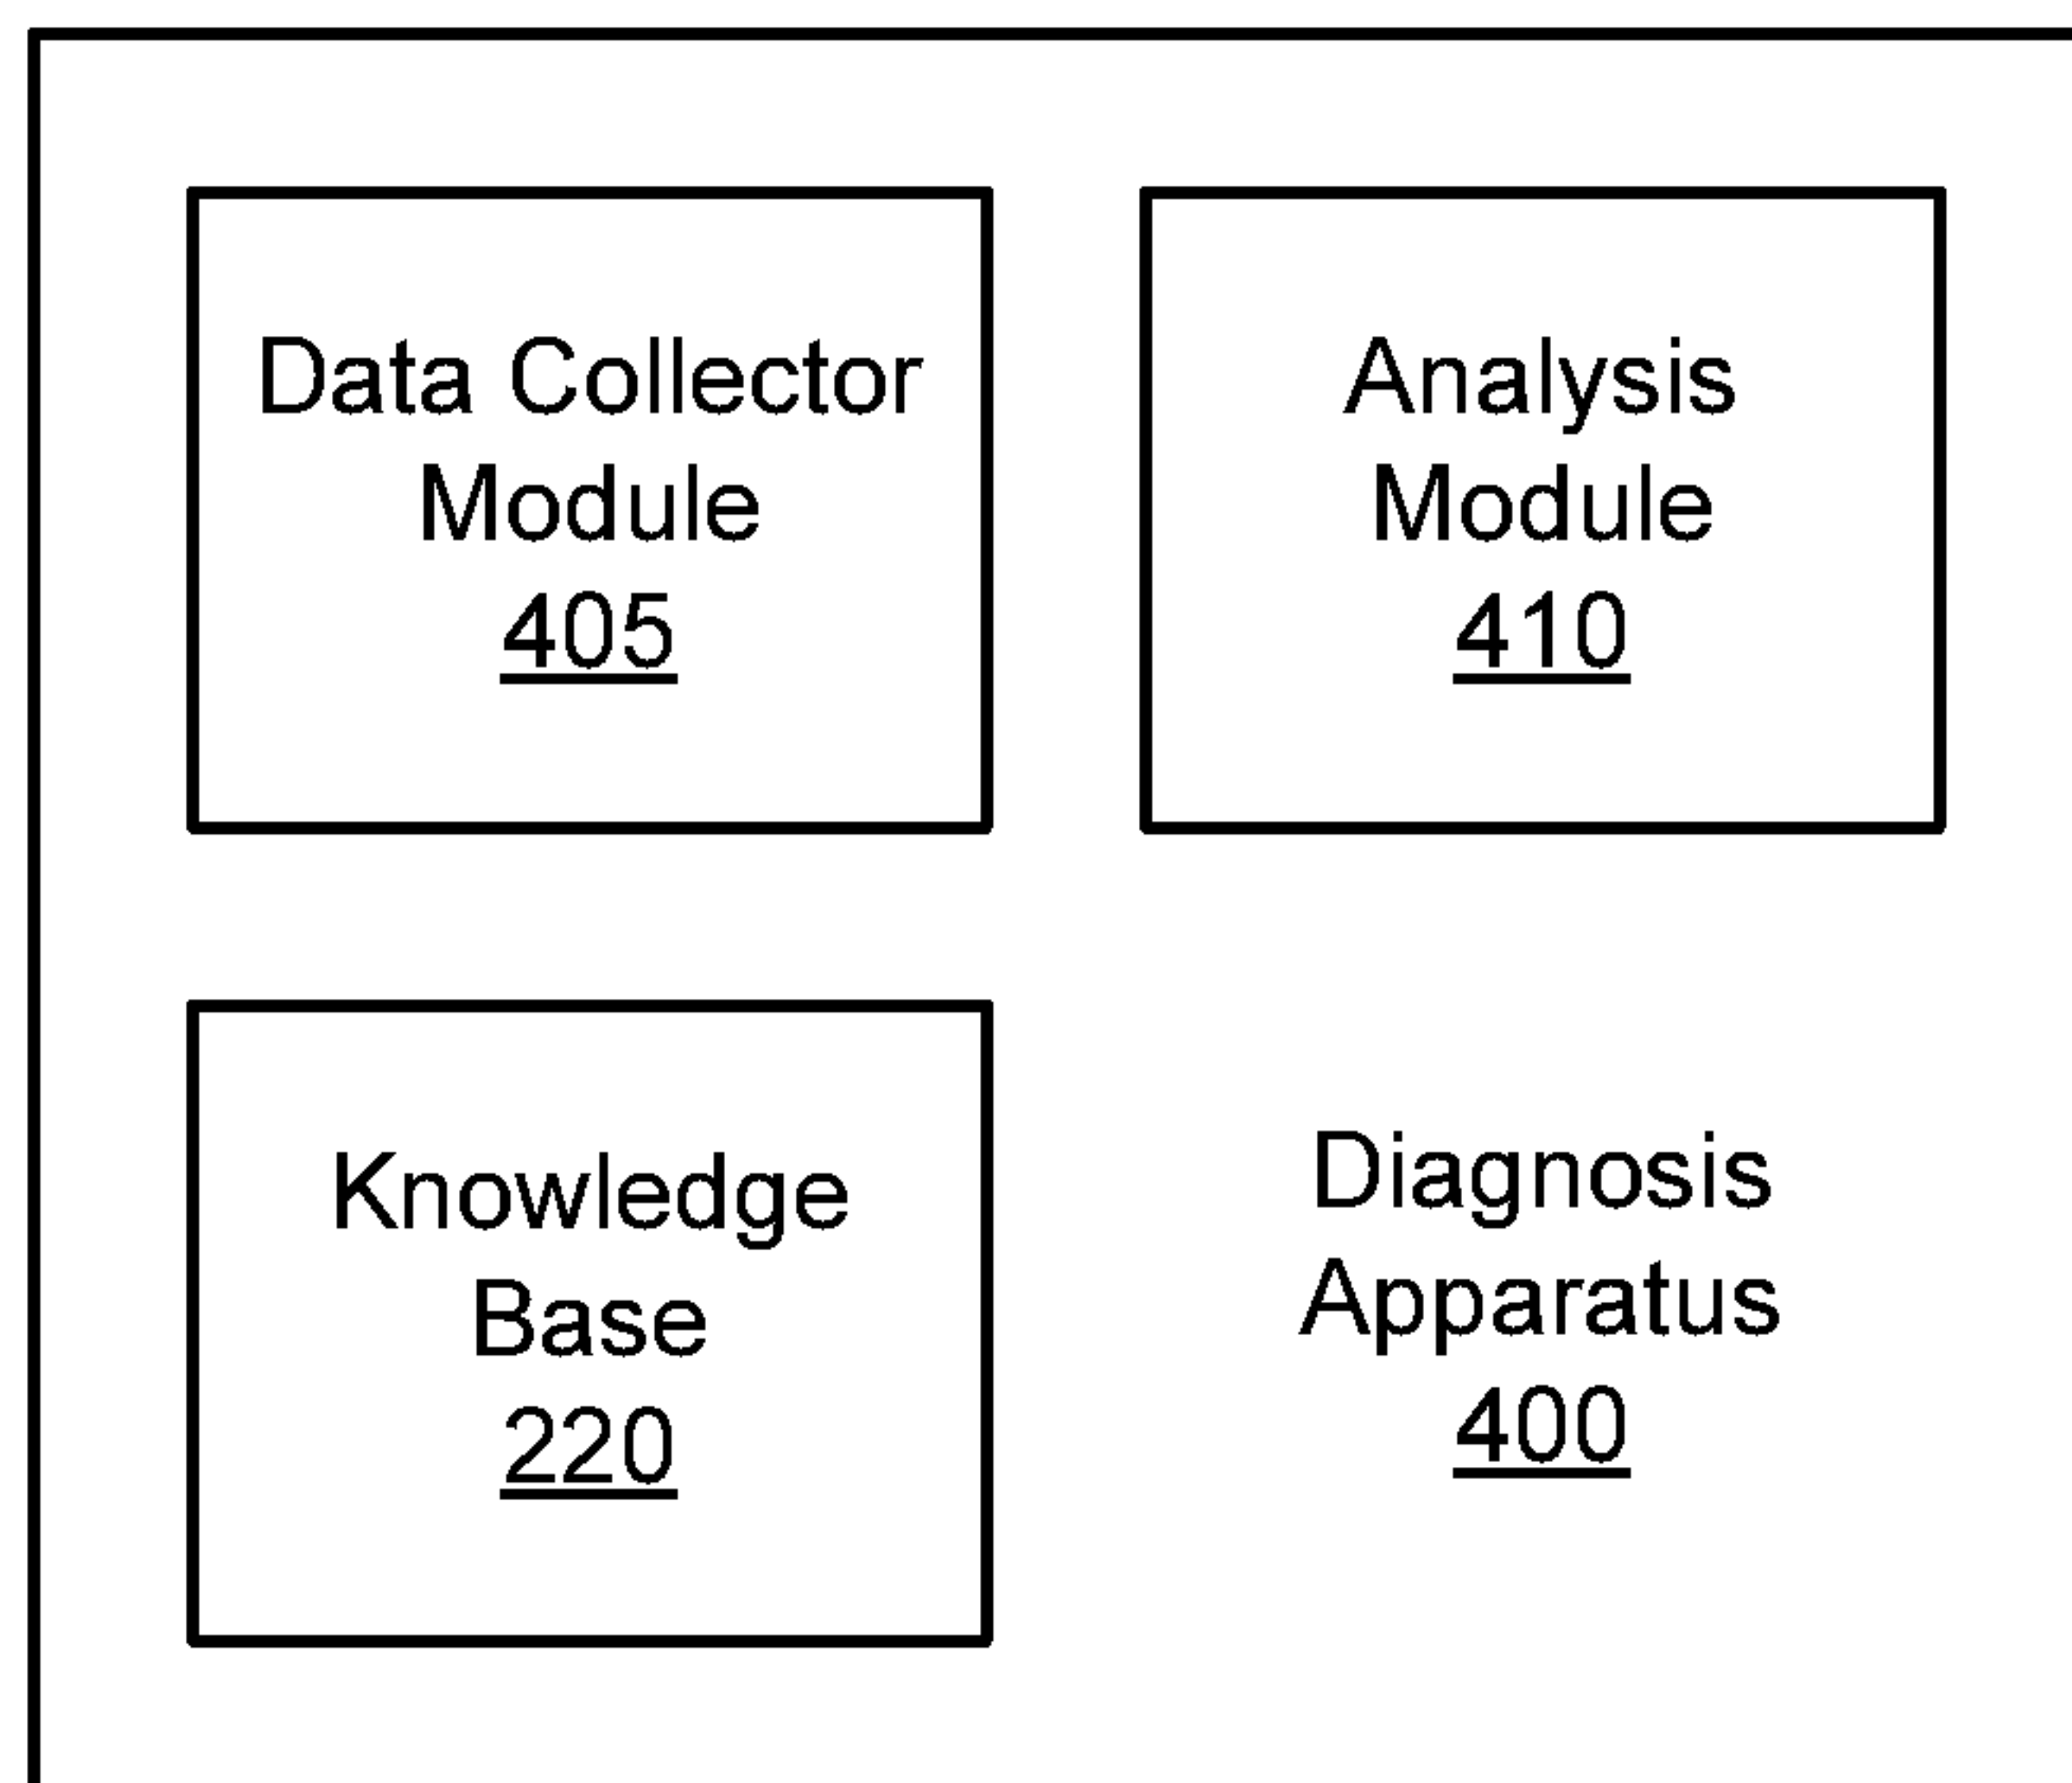 Data Collector
Module
405
Analysis
Module
410
Knowledge
Base
220
Diagnosis
Apparatus
400